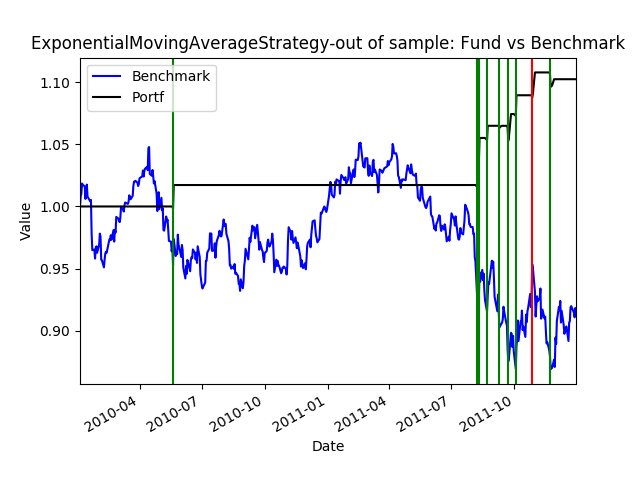 ExponentialMovingAverageStrategy-out of sample: Fund vs Benchmark
Benchmark
Portf
1.10
1.05
1.00
0.95
0.90
Value
2010-04
2010-07
2010-10
2011-01
2011-04
2011-07
2011-10
Date